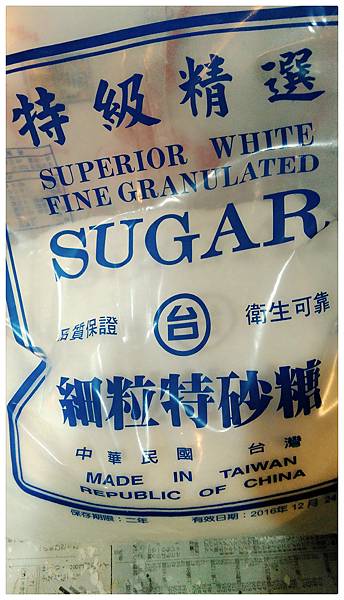 特級精選
SUPERIOR WHITE
FINE GRANULATED
SUGAR
質保證 台 衛生可靠
細粒特砂糖
中華民國 台灣
MADE IN TAIWAN
REPUBLIC OF CHINA
保存期限：二年 有效日期：2016年12月24